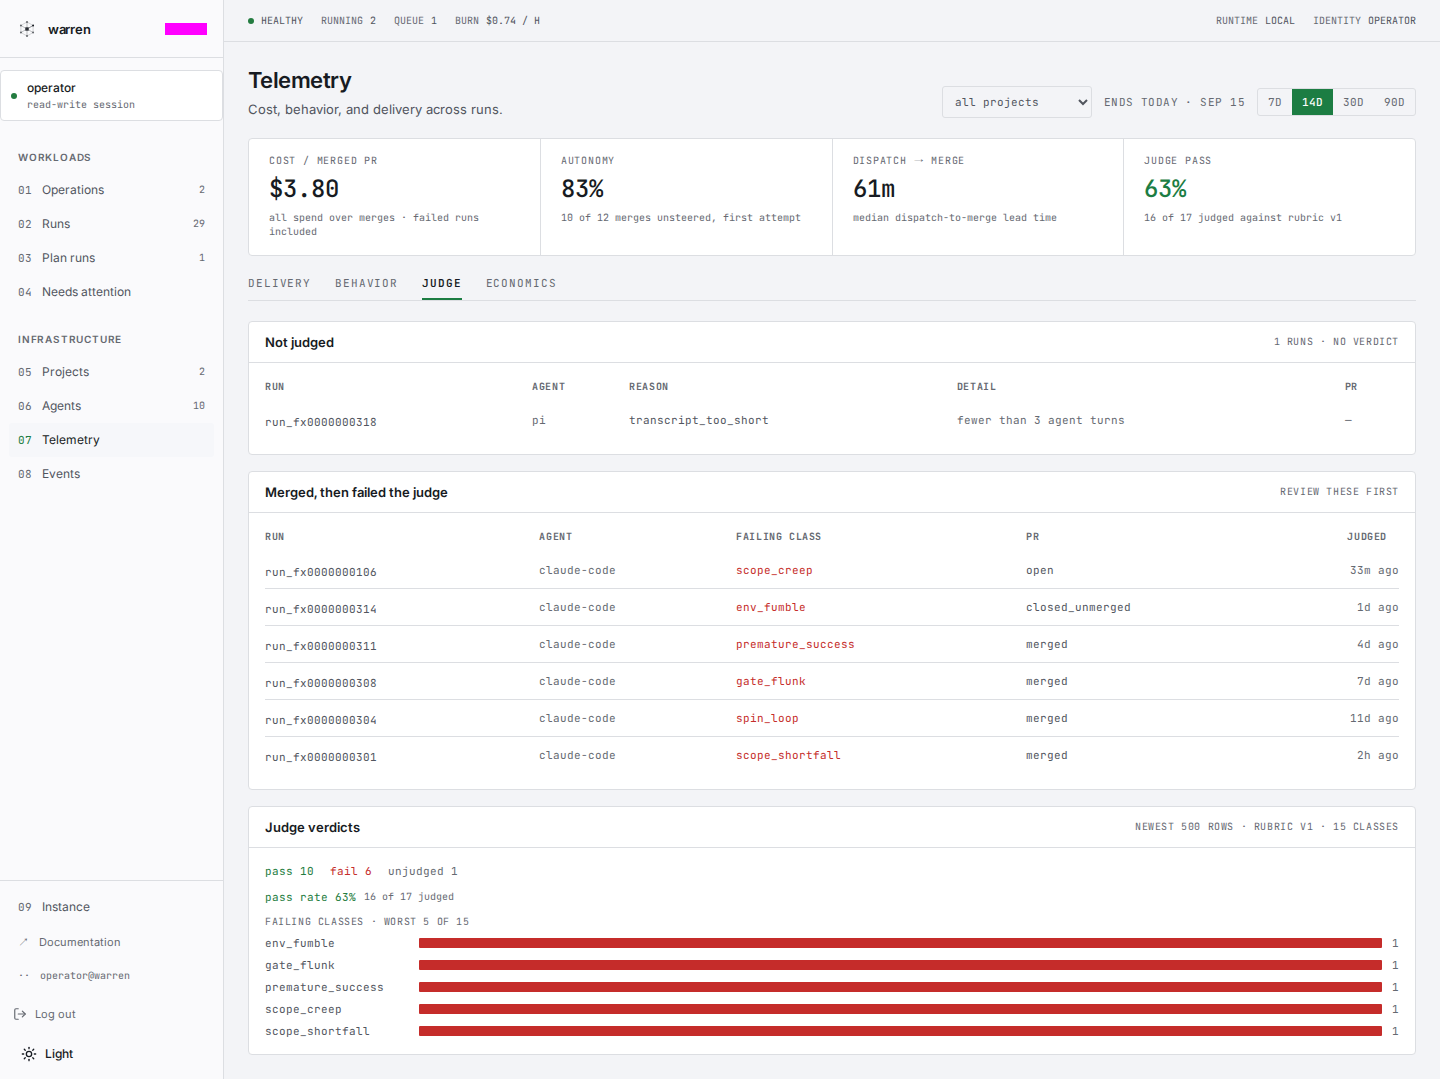 warren
operator
read-write session
WORKLOADS
01 Operations 2
02 Runs 29
03 Plan runs 1
04 Needs attention
INFRASTRUCTURE
05 Projects 2
06 Agents 10
07 Telemetry
08 Events
09 Instance
↗ Documentation
·· operator@warren
Log out
Light
HEALTHY RUNNING 2 QUEUE 1 BURN $0.74 / H
RUNTIME LOCAL IDENTITY OPERATOR
Telemetry
Cost, behavior, and delivery across runs.
all projects ENDS TODAY · SEP 15 7D 14D 30D 90D
COST / MERGED PR
$3.80
all spend over merges · failed runs
included
AUTONOMY
83%
10 of 12 merges unsteered, first attempt
DISPATCH → MERGE
61m
median dispatch-to-merge lead time
JUDGE PASS
63%
16 of 17 judged against rubric v1
DELIVERY BEHAVIOR JUDGE ECONOMICS
Not judged 1 RUNS · NO VERDICT
RUN AGENT REASON DETAIL PR
run_fx0000000318 pi transcript_too_short fewer than 3 agent turns —
Merged, then failed the judge REVIEW THESE FIRST
RUN AGENT FAILING CLASS PR JUDGED
run_fx0000000106 claude-code scope_creep open 33m ago
run_fx0000000314 claude-code env_fumble closed_unmerged 1d ago
run_fx0000000311 claude-code premature_success merged 4d ago
run_fx0000000308 claude-code gate_flunk merged 7d ago
run_fx0000000304 claude-code spin_loop merged 11d ago
run_fx0000000301 claude-code scope_shortfall merged 2h ago
Judge verdicts NEWEST 500 ROWS · RUBRIC V1 · 15 CLASSES
pass 10 fail 6 unjudged 1
pass rate 63% 16 of 17 judged
FAILING CLASSES · WORST 5 OF 15
env_fumble 1
gate_flunk 1
premature_success 1
scope_creep 1
scope_shortfall 1